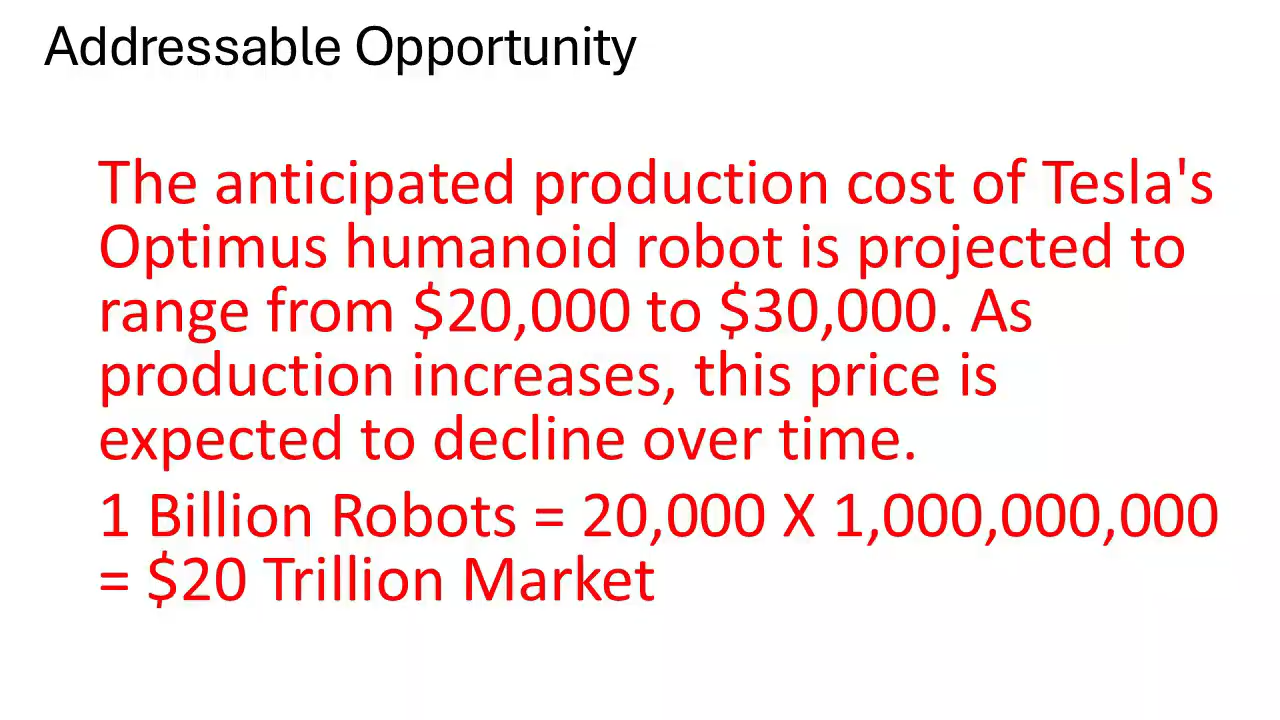 Addressable Opportunity
The anticipated production cost of Tesla's
Optimus humanoid robot is projected to
range from $20,000 to $30,000. As
production increases, this price is
expected to decline over time.
1 Billion Robots = 20,000 X 1,000,000,000
= $20 Trillion Market